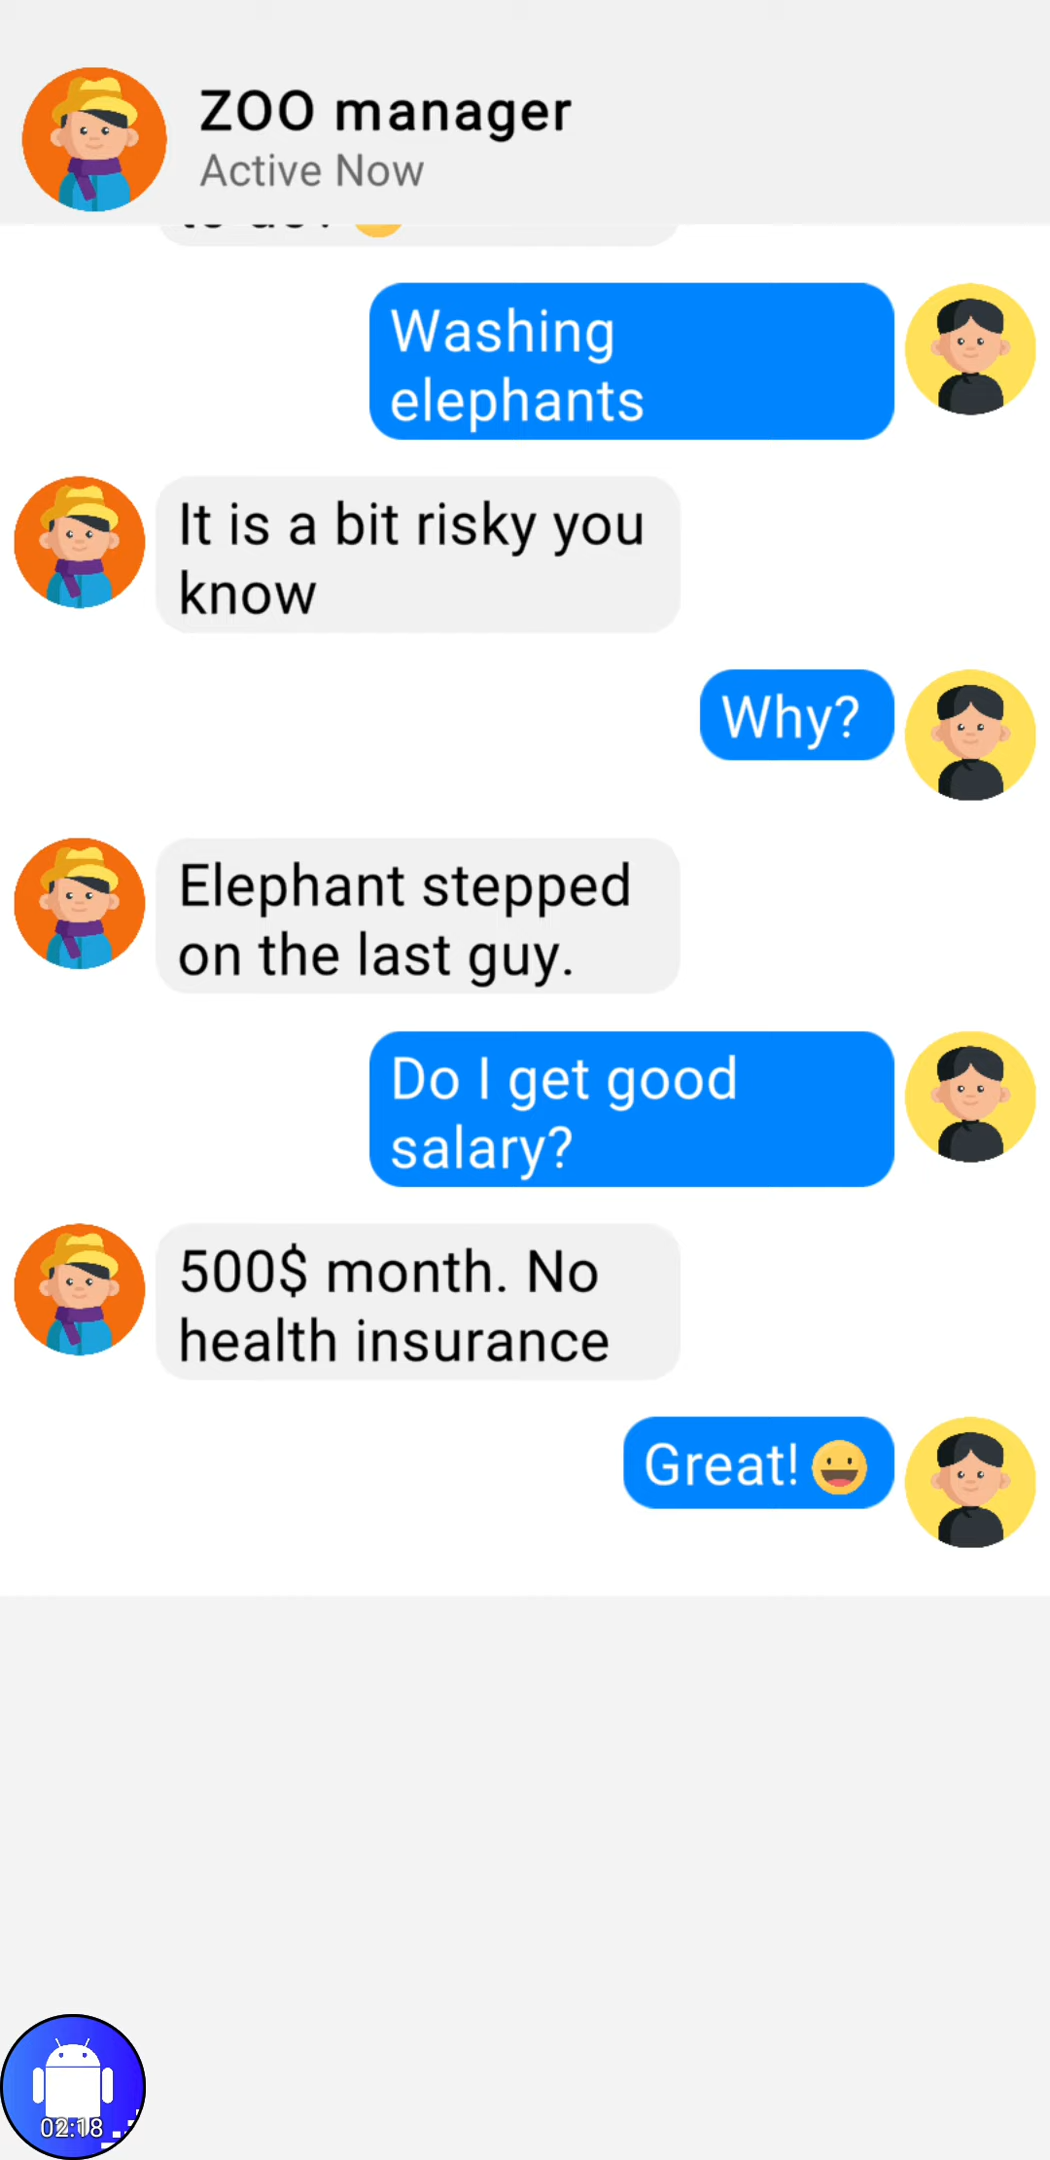 ZOO manager
Active Now
Washing
elephants
It is a bit risky you
know
Why?
Elephant stepped
on the last guy.
Do I get good
salary?
500$ month. No
health insurance
Great! 😃
02:18